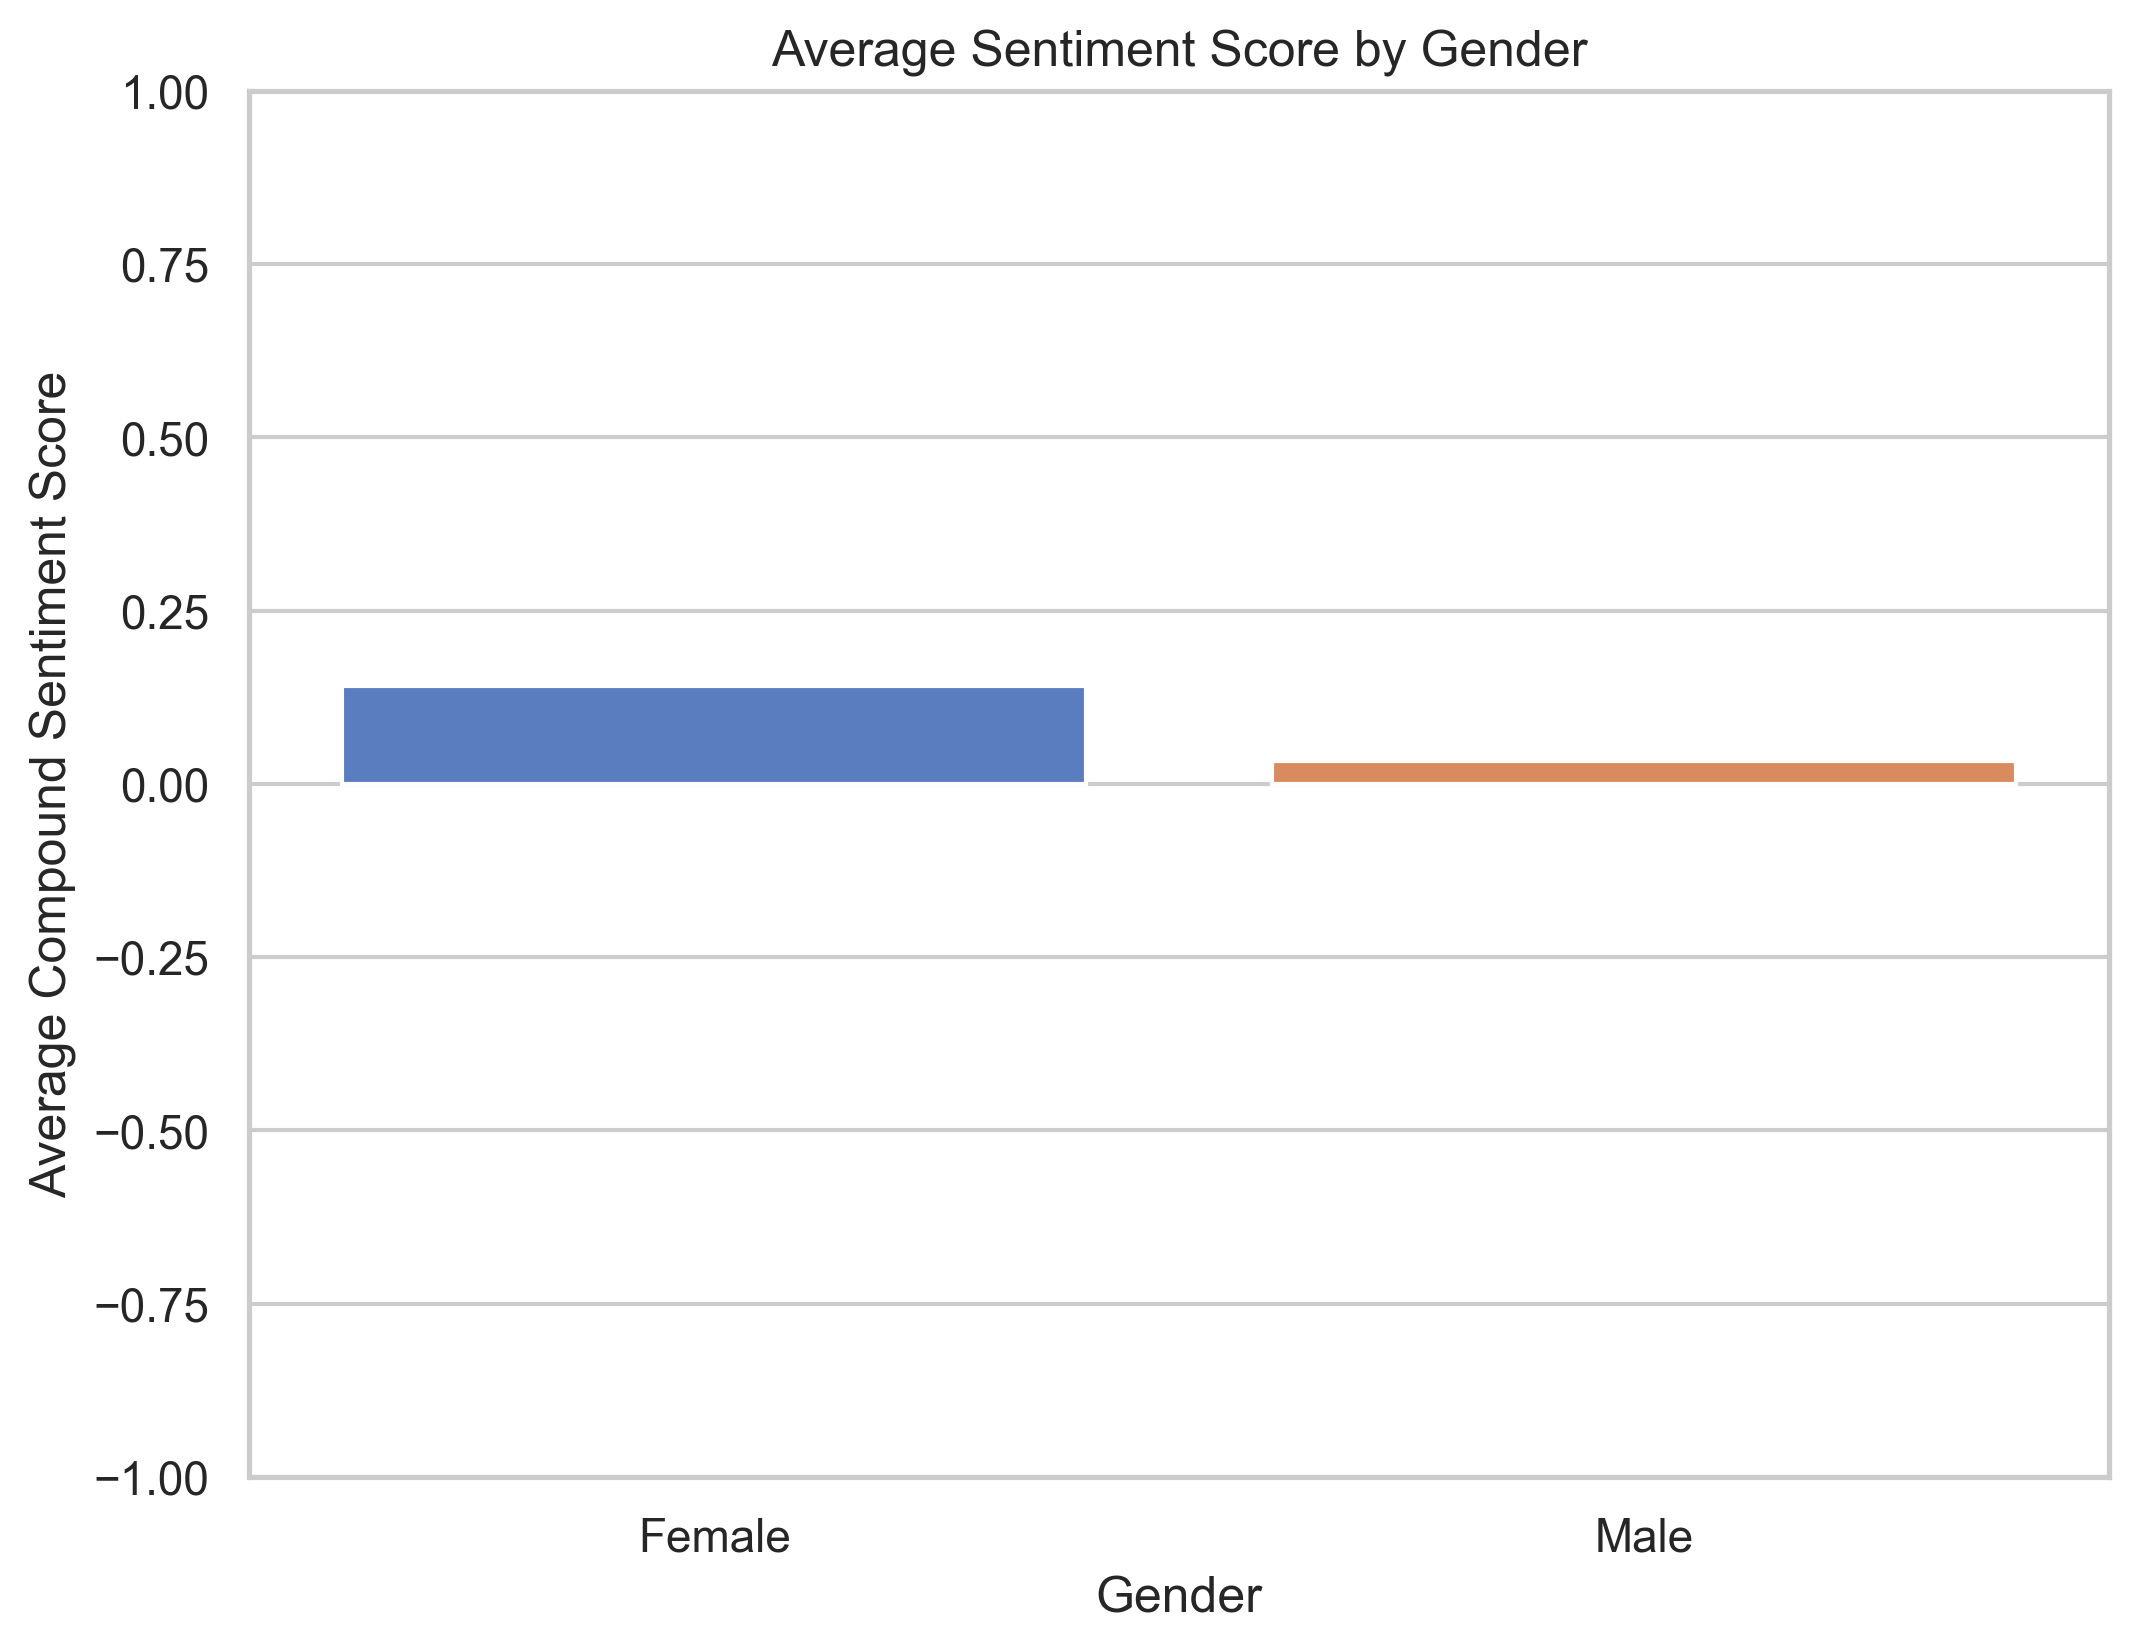 Average Sentiment Score by Gender
1.00
0.75
0.50
0.25
0.00
−0.25
−0.50
−0.75
−1.00
Average Compound Sentiment Score
Female
Male
Gender